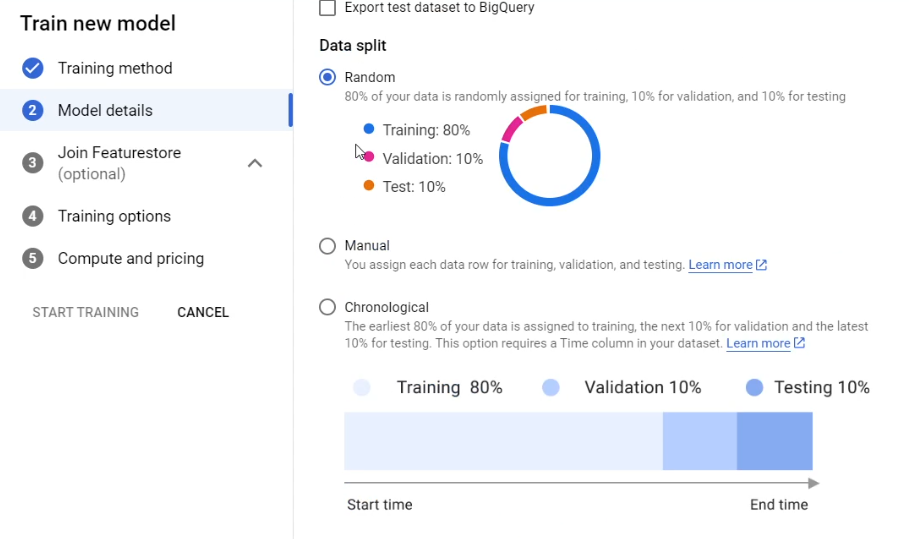 Train new model
Training method
2
Model details
3
Join Featurestore
(optional)
4
Training options
5
Compute and pricing
START TRAINING
CANCEL
Export test dataset to BigQuery
Data split
Random
80% of your data is randomly assigned for training, 10% for validation, and 10% for testing
Training: 80%
Validation: 10%
Test: 10%
Manual
You assign each data row for training, validation, and testing. Learn more
Chronological
The earliest 80% of your data is assigned to training, the next 10% for validation and the latest
10% for testing. This option requires a Time column in your dataset. Learn more
Training 80%
Validation 10%
Testing 10%
Start time
End time